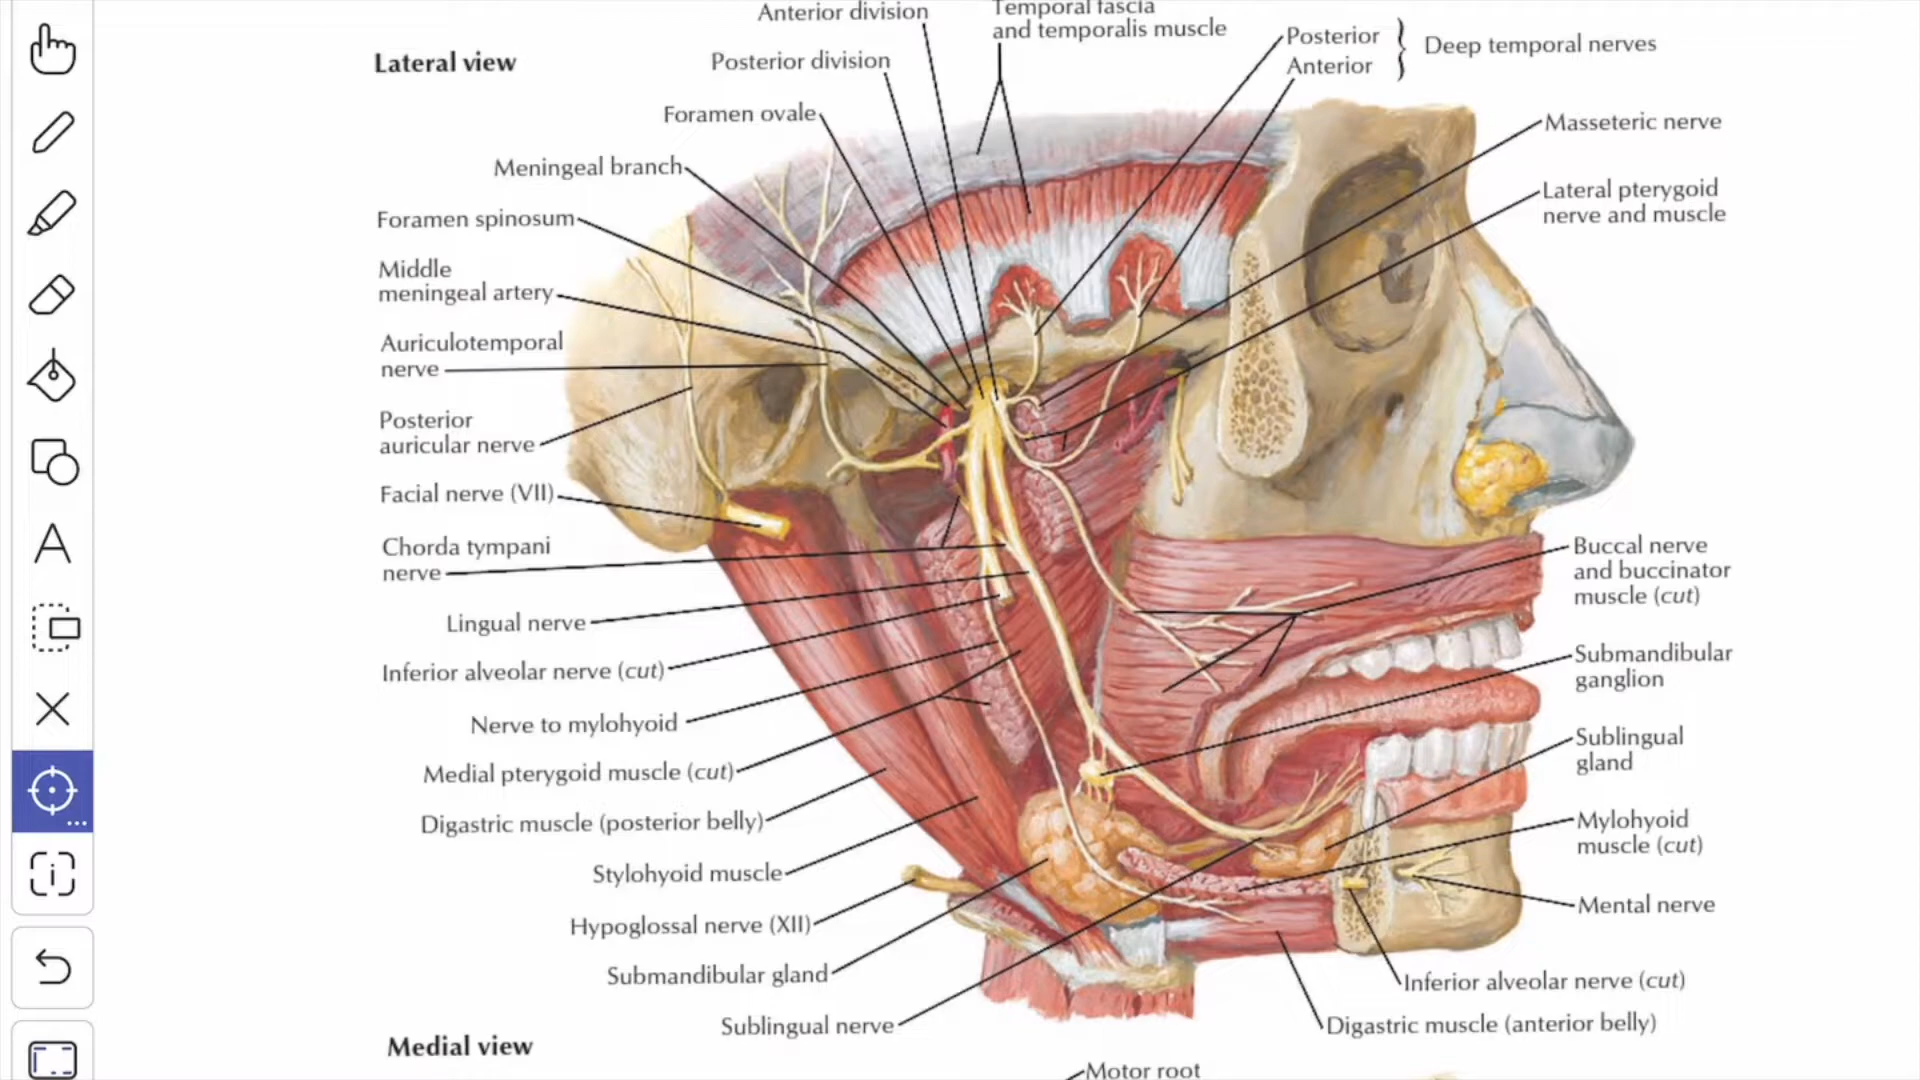 Anterior division
Temporal fascia
and temporalis muscle
Posterior
Anterior
Deep temporal nerves
Lateral view
Posterior division
Foramen ovale
Masseteric nerve
Meningeal branch
Lateral pterygoid
nerve and muscle
Foramen spinosum
Middle
meningeal artery
Auriculotemporal
nerve
Posterior
auricular nerve
Facial nerve (VII)
Chorda tympani
nerve
Buccal nerve
and buccinator
muscle (cut)
Lingual nerve
Inferior alveolar nerve (cut)
Submandibular
ganglion
Nerve to mylohyoid
Sublingual
gland
Medial pterygoid muscle (cut)
Digastric muscle (posterior belly)
Mylohyoid
muscle (cut)
Stylohyoid muscle
Mental nerve
Hypoglossal nerve (XII)
Submandibular gland
Inferior alveolar nerve (cut)
Sublingual nerve
Digastric muscle (anterior belly)
Medial view
Motor root